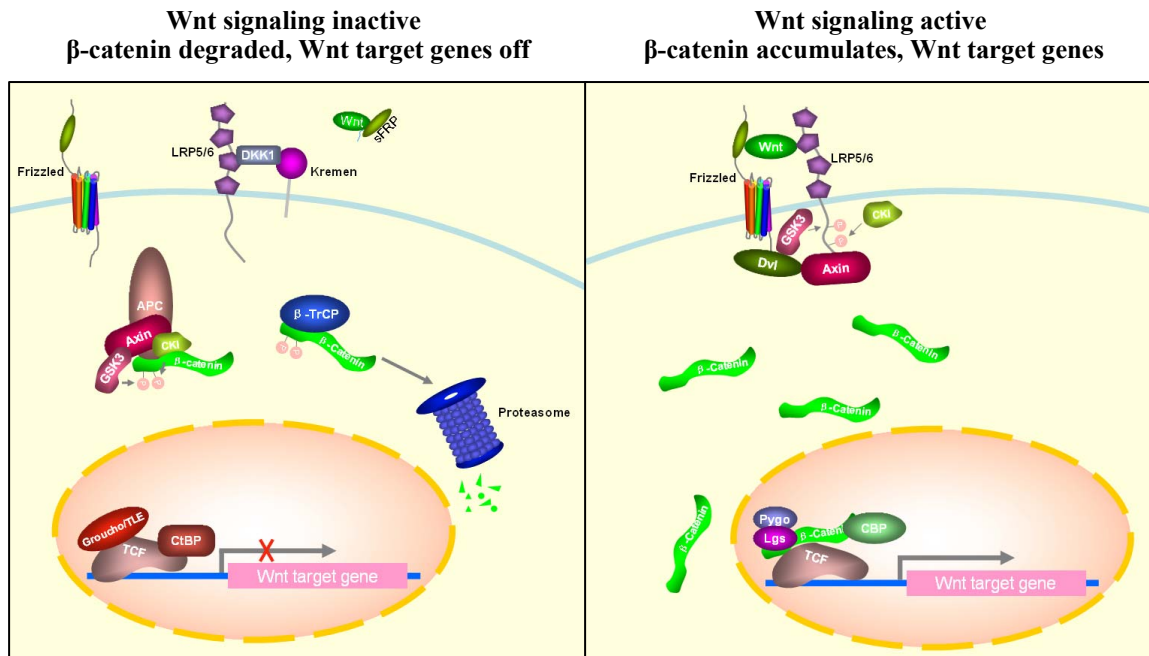 Wnt signaling inactive
β-catenin degraded, Wnt target genes off
Wnt signaling active
β-catenin accumulates, Wnt target genes
Frizzled
LRP5/6
DKK1
Kremen
Wnt
sFRP
APC
Axin
CKI
GSK3
β-catenin
P
P
β-TrCP
β-Catenin
P
P
Proteasome
Groucho/TLE
TCF
CtBP
X
Wnt target gene
Frizzled
Wnt
LRP5/6
GSK3
P
P
CKI
Dvl
Axin
β-Catenin
β-Catenin
β-Catenin
β-Catenin
Pygo
Lgs
β-Catenin
CBP
TCF
Wnt target gene